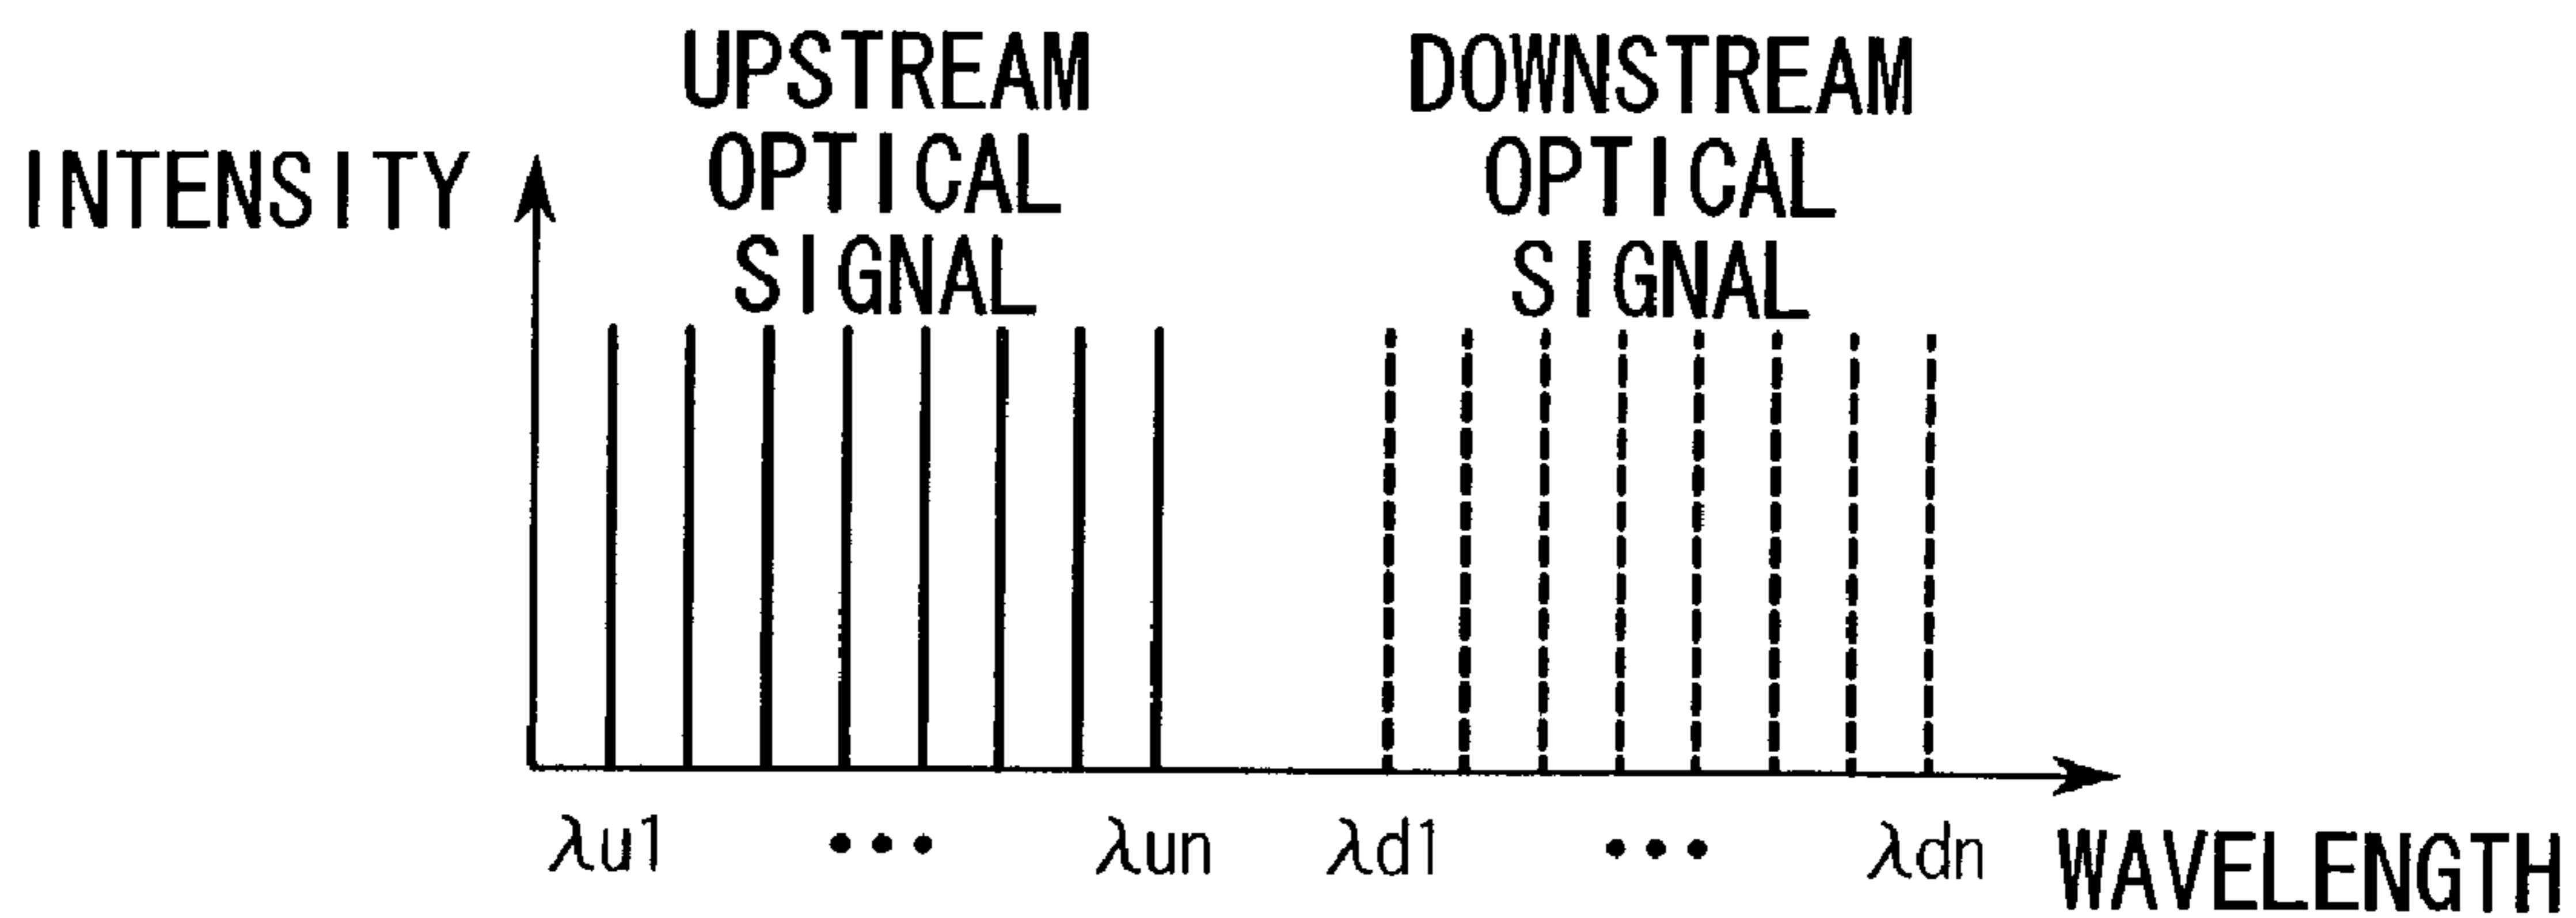 UPSTREAM
OPTICAL
SIGNAL
DOWNSTREAM
OPTICAL
SIGNAL
INTENSITY
λu1 ••• λun λd1 ••• λdn
WAVELENGTH